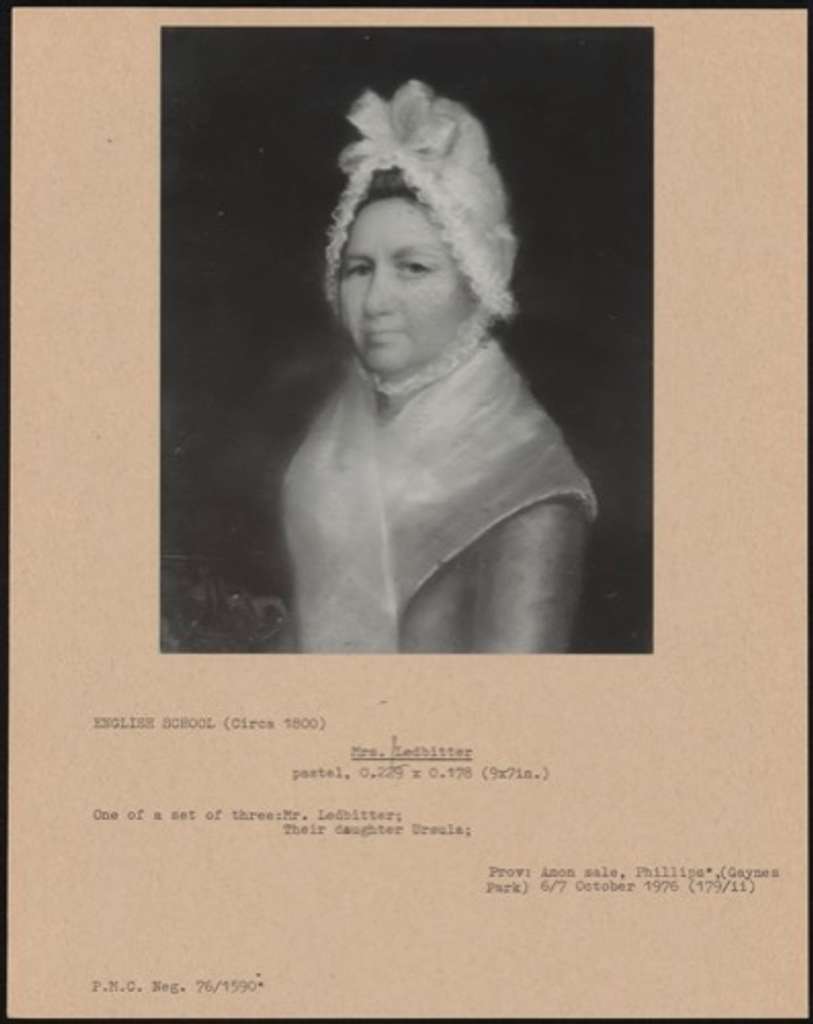 ENGLISH SCHOOL (Circa 1800)
Mrs. Ledbitter
pastel, 0.229 x 0.178 (9x7in.)
One of a set of three:Mr. Ledbitter;
Their daughter Ursula;
Prov: Anon sale, Phillips*,(Gaynes
Park) 6/7 October 1976 (179/ii)
P.M.C. Neg. 76/1590*